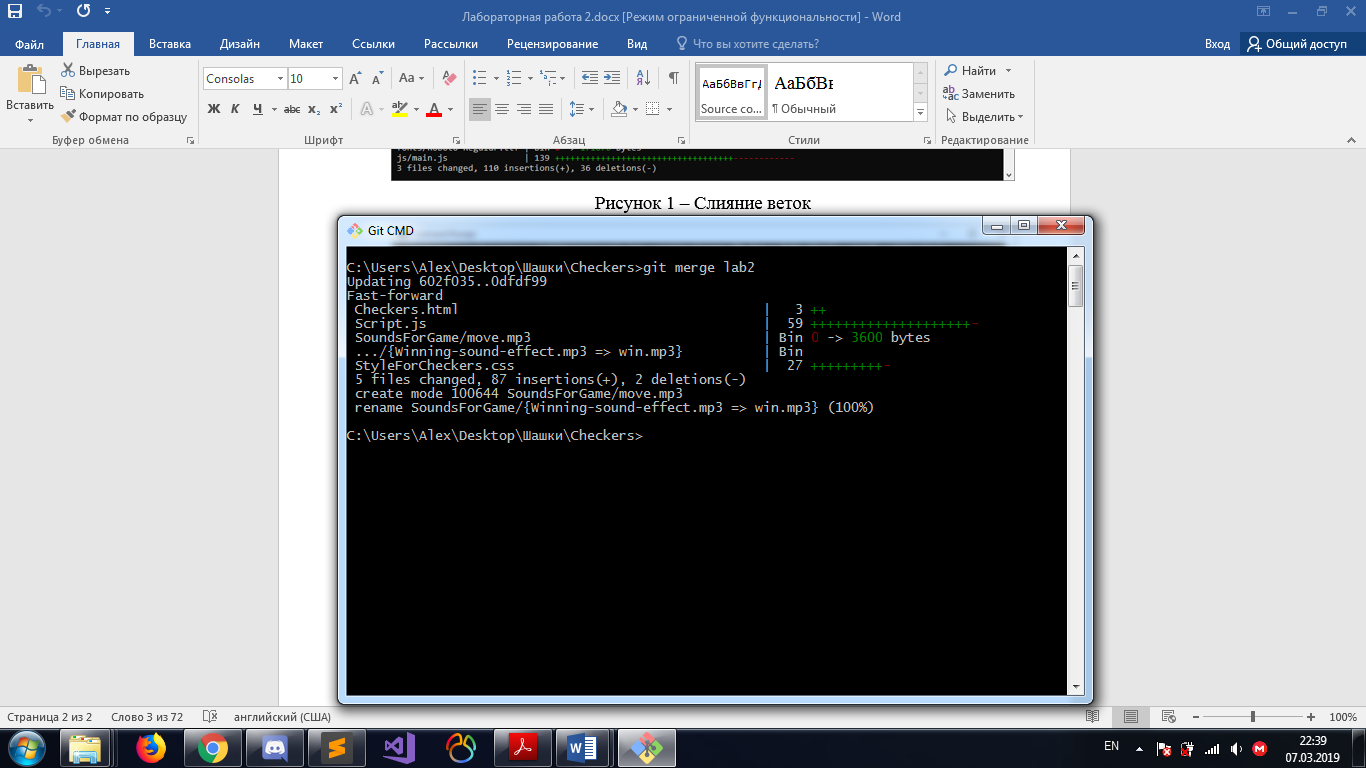 Лабораторная работа 2.docx [Режим ограниченной функциональности] - Word
Файл Главная Вставка Дизайн Макет Ссылки Рассылки Рецензирование Вид Что вы хотите сделать? Вход Общий доступ
Вставить
Вырезать
Копировать
Формат по образцу
Буфер обмена
Consolas 10
Ж К Ч abc x₂ x²
Шрифт
Абзац
АаБбВвГгД АаБбВв
Source co... ¶ Обычный
Стили
Найти
Заменить
Выделить
Редактирование
js/main.js | 139 +++++++++++++++++++++++++++++++++++------------
3 files changed, 110 insertions(+), 36 deletions(-)
Рисунок 1 – Слияние веток
Git CMD
C:\Users\Alex\Desktop\Шашки\Checkers>git merge lab2
Updating 602f035..0dfdf99
Fast-forward
Checkers.html | 3 ++
Script.js | 59 ++++++++++++++++++++-
SoundsForGame/move.mp3 | Bin 0 -> 3600 bytes
.../{Winning-sound-effect.mp3 => win.mp3} | Bin
StyleForCheckers.css | 27 +++++++++-
5 files changed, 87 insertions(+), 2 deletions(-)
create mode 100644 SoundsForGame/move.mp3
rename SoundsForGame/{Winning-sound-effect.mp3 => win.mp3} (100%)
C:\Users\Alex\Desktop\Шашки\Checkers>
Страница 2 из 2 Слово 3 из 72 английский (США) 100%
EN 22:39
07.03.2019